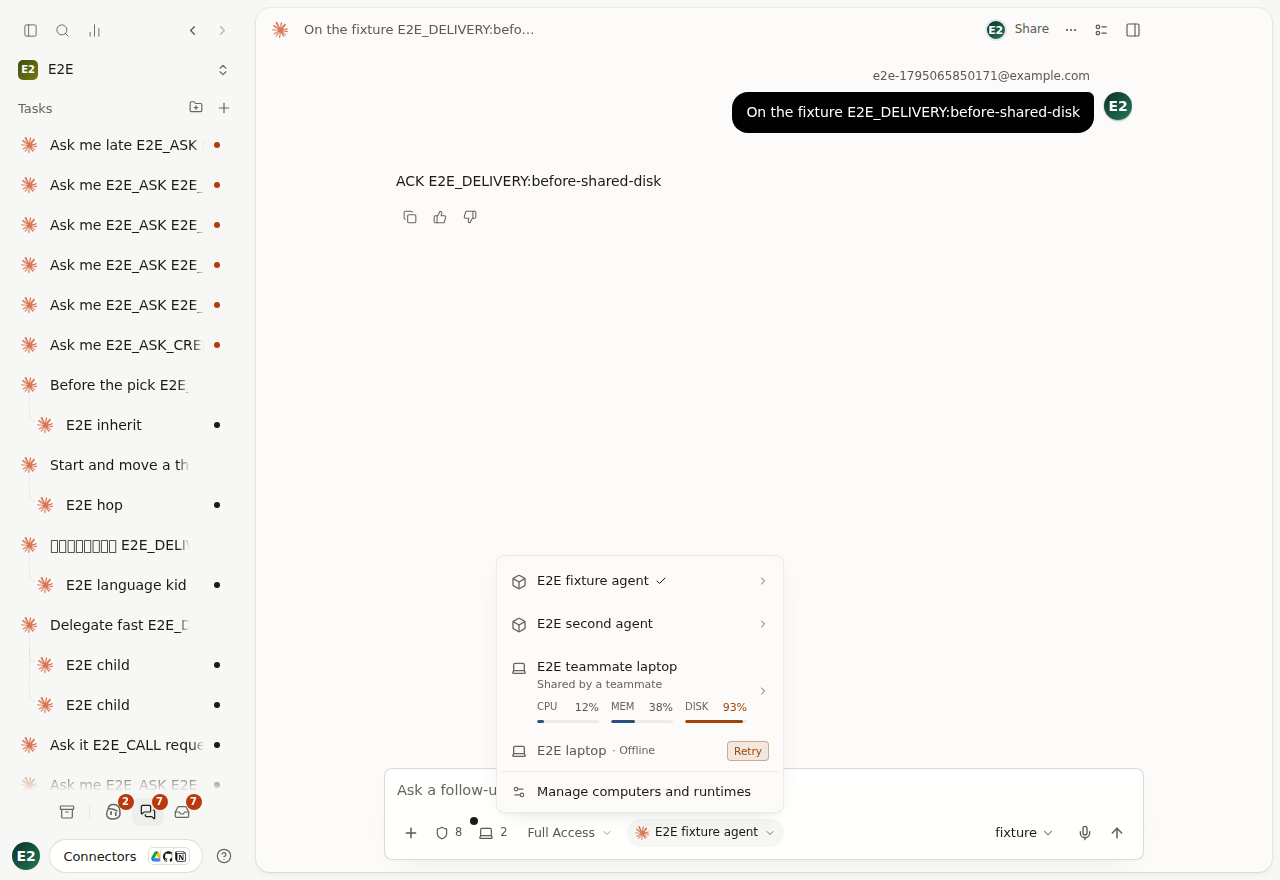 E2 E2E
Tasks
Ask me late E2E_ASK
Ask me E2E_ASK E2E_
Ask me E2E_ASK E2E_
Ask me E2E_ASK E2E_
Ask me E2E_ASK E2E_
Ask me E2E_ASK_CRE
Before the pick E2E_
E2E inherit
Start and move a th
E2E hop
E2E_DELIV
E2E language kid
Delegate fast E2E_D
E2E child
E2E child
Ask it E2E_CALL reque
Ask me E2E_ASK E2E
2 7 7
E2 Connectors
On the fixture E2E_DELIVERY:befo…
E2 Share
e2e-1795065850171@example.com
On the fixture E2E_DELIVERY:before-shared-disk
E2
ACK E2E_DELIVERY:before-shared-disk
E2E fixture agent
E2E second agent
E2E teammate laptop
Shared by a teammate
CPU 12% MEM 38% DISK 93%
E2E laptop · Offline Retry
Manage computers and runtimes
Ask a follow-u
8 2 Full Access E2E fixture agent fixture